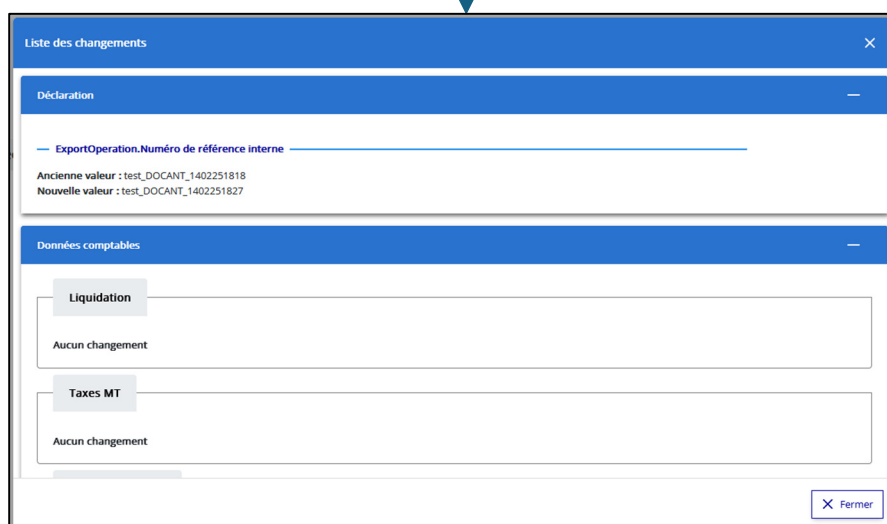 Liste des changements
Déclaration
ExportOperation.Numéro de référence interne
Ancienne valeur : test_DOCANT_1402251818
Nouvelle valeur : test_DOCANT_1402251827
Données comptables
Liquidation
Aucun changement
Taxes MT
Aucun changement
Fermer